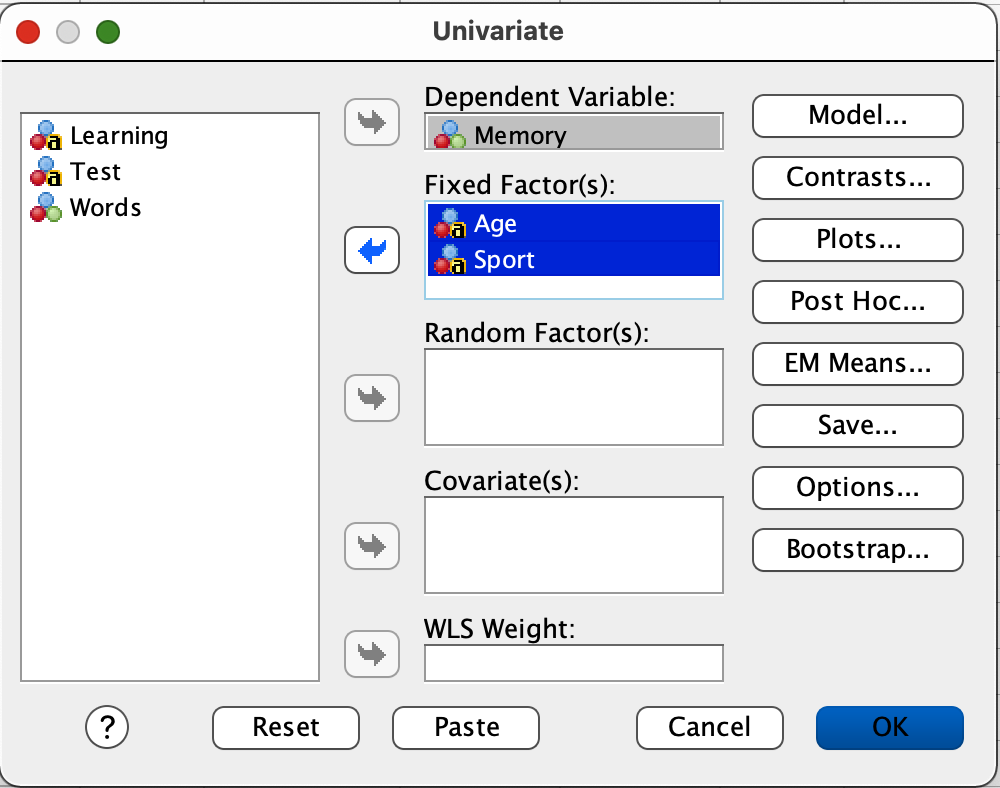 Univariate
Learning
Test
Words
Dependent Variable:
Memory
Fixed Factor(s):
Age
Sport
Random Factor(s):
Covariate(s):
WLS Weight:
Model...
Contrasts...
Plots...
Post Hoc...
EM Means...
Save...
Options...
Bootstrap...
? Reset Paste Cancel OK